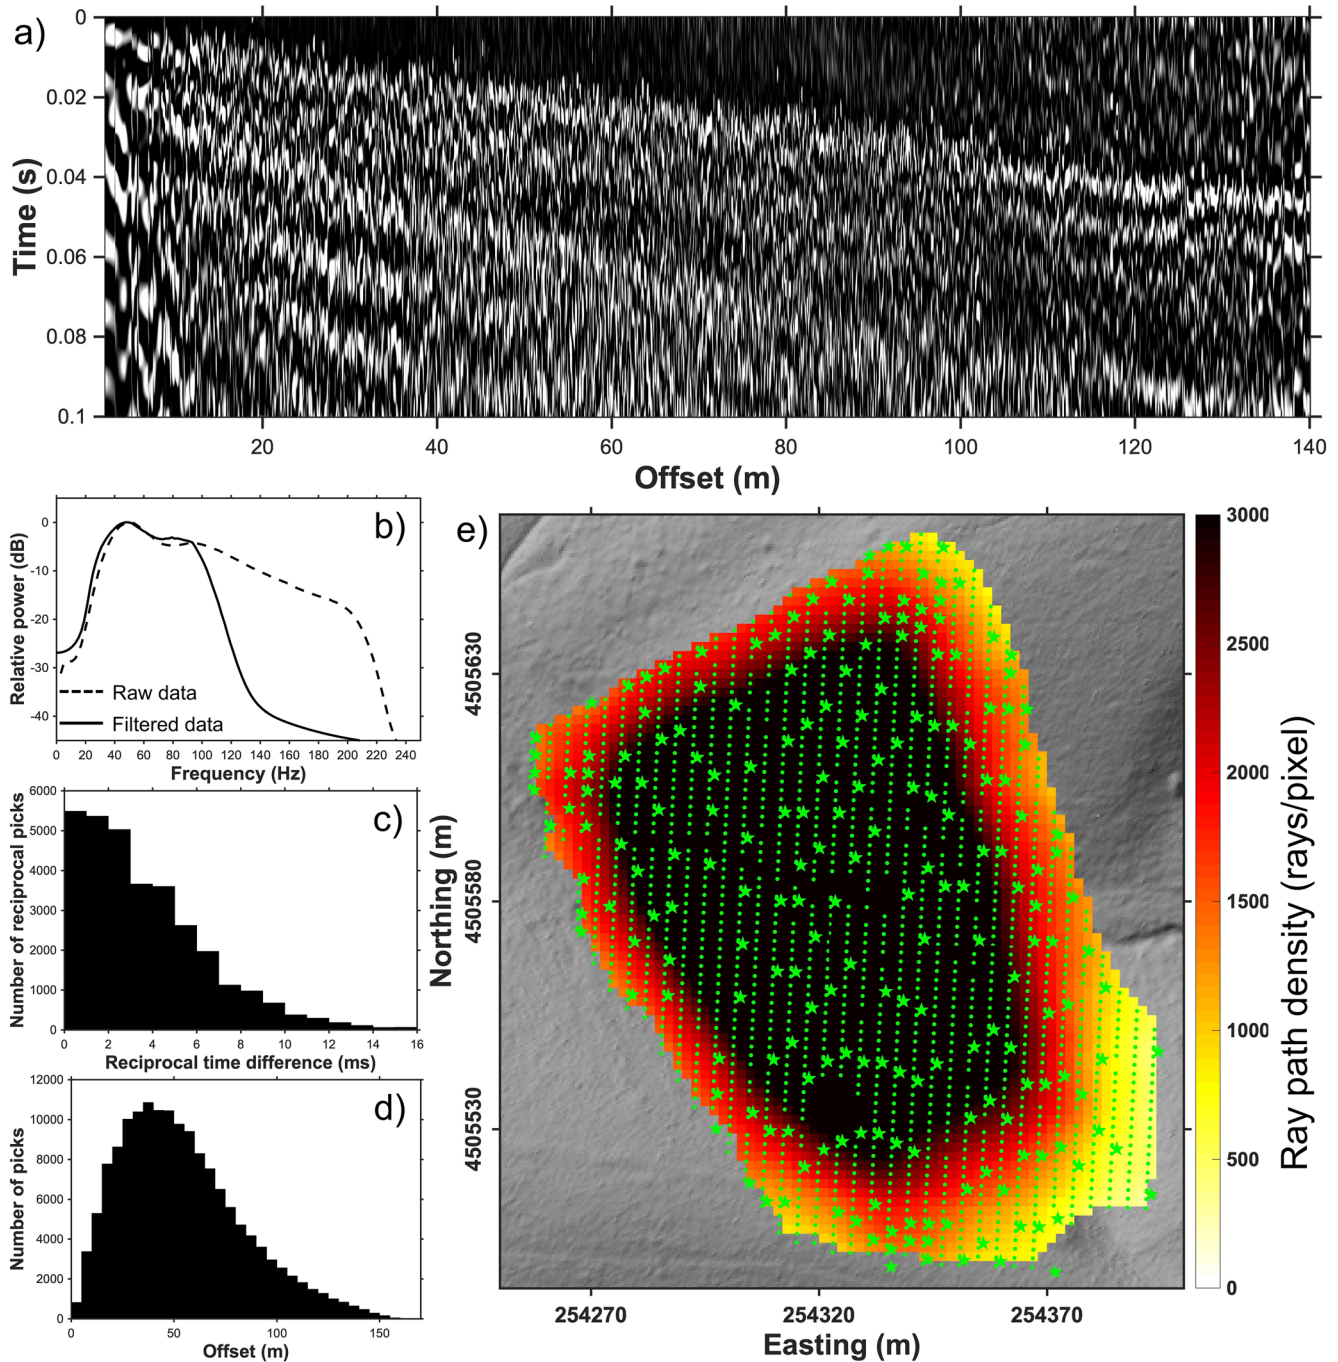 a)
0
0.02
0.04
0.06
0.08
0.1
Time (s)
20
40
60
80
100
120
140
Offset (m)
b)
0
-10
-20
-30
-40
Relative power (dB)
Raw data
Filtered data
0 20 40 60 80 100 120 140 160 180 200 220 240
Frequency (Hz)
c)
6000
5000
4000
3000
2000
1000
0
Number of reciprocal picks
0 2 4 6 8 10 12 14 16
Reciprocal time difference (ms)
d)
12000
10000
8000
6000
4000
2000
0
Number of picks
0 50 100 150
Offset (m)
e)
4505630
4505580
4505530
Northing (m)
254270 254320 254370
Easting (m)
3000
2500
2000
1500
1000
500
0
Ray path density (rays/pixel)